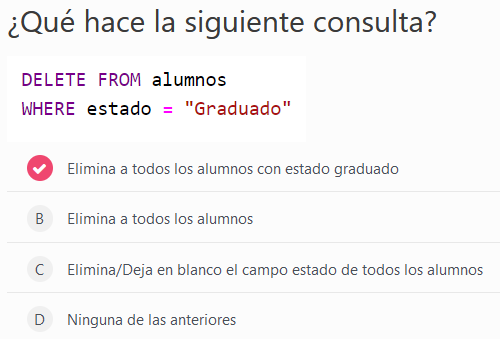 ¿Qué hace la siguiente consulta?
DELETE FROM alumnos
WHERE estado = "Graduado"
Elimina a todos los alumnos con estado graduado
B Elimina a todos los alumnos
C Elimina/Deja en blanco el campo estado de todos los alumnos
D Ninguna de las anteriores